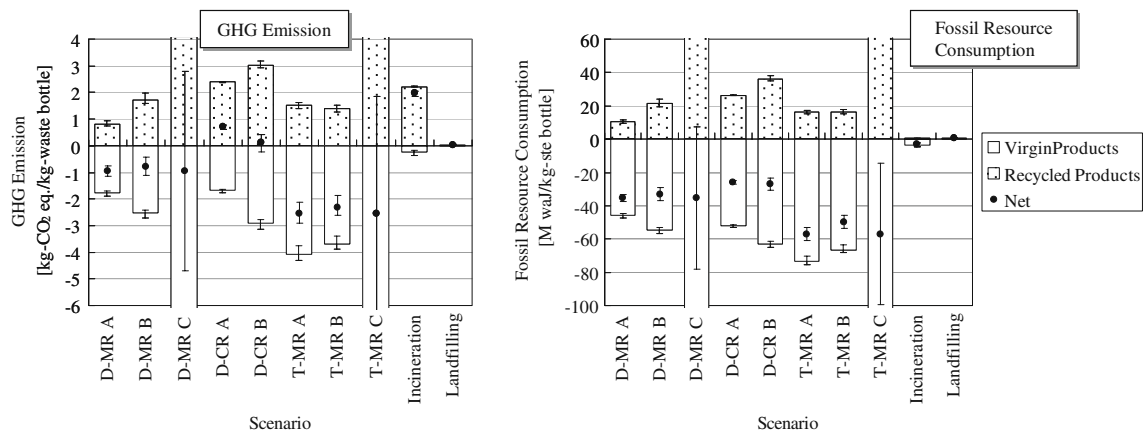 GHG Emission
GHG Emission
[kg-CO2 eq./kg-waste bottle]
4
3
2
1
0
-1
-2
-3
-4
-5
-6
D-MR A
D-MR B
D-MR C
D-CR A
D-CR B
T-MR A
T-MR B
T-MR C
Incineration
Landfilling
Scenario
Fossil Resource
Consumption
Fossil Resource Consumption
[M waJ/kg-ste bottle]
60
40
20
0
-20
-40
-60
-80
-100
D-MR A
D-MR B
D-MR C
D-CR A
D-CR B
T-MR A
T-MR B
T-MR C
Incineration
Landfilling
Scenario
VirginProducts
Recycled Products
Net